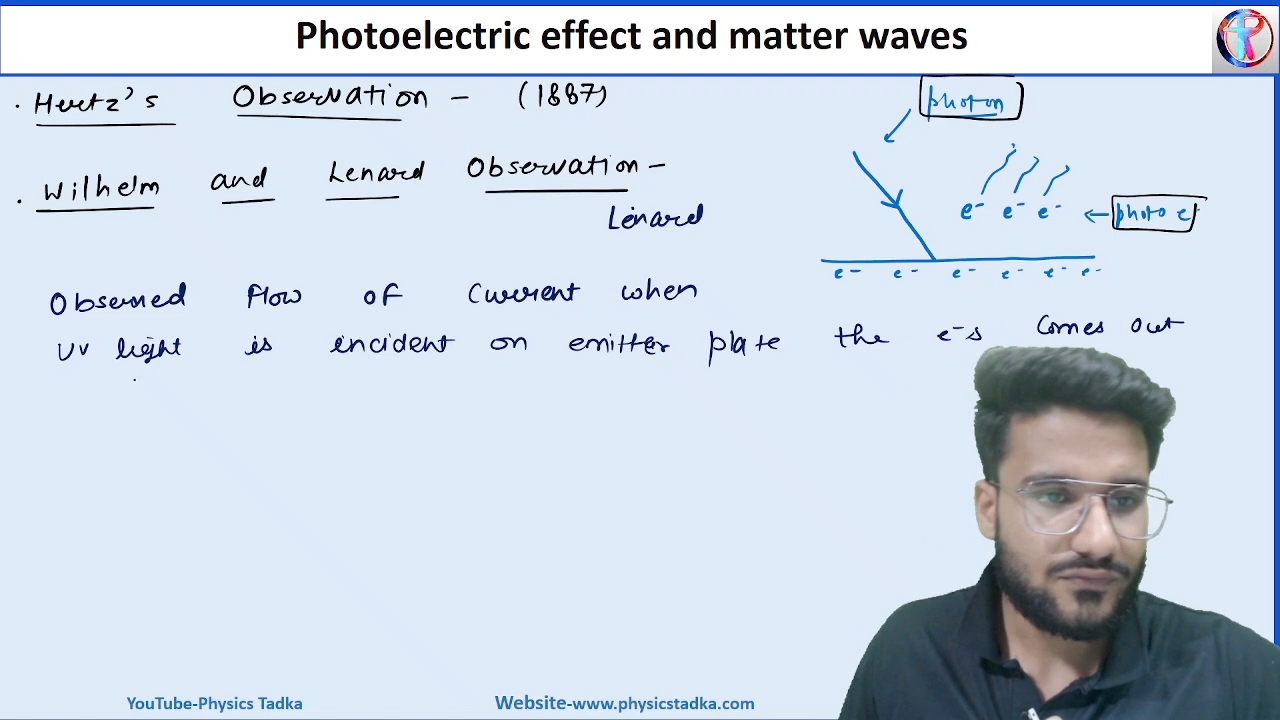 Photoelectric effect and matter waves
. Hertz's Observation - (1887)
photon
. Wilhelm and Lenard Observation -
e- e- e- ← photo e-
Lenard
e- e- e- e- e- e-
Observed flow of current when
UV light is incident on emitter plate the e-s comes out
YouTube-Physics Tadka
Website-www.physicstadka.com